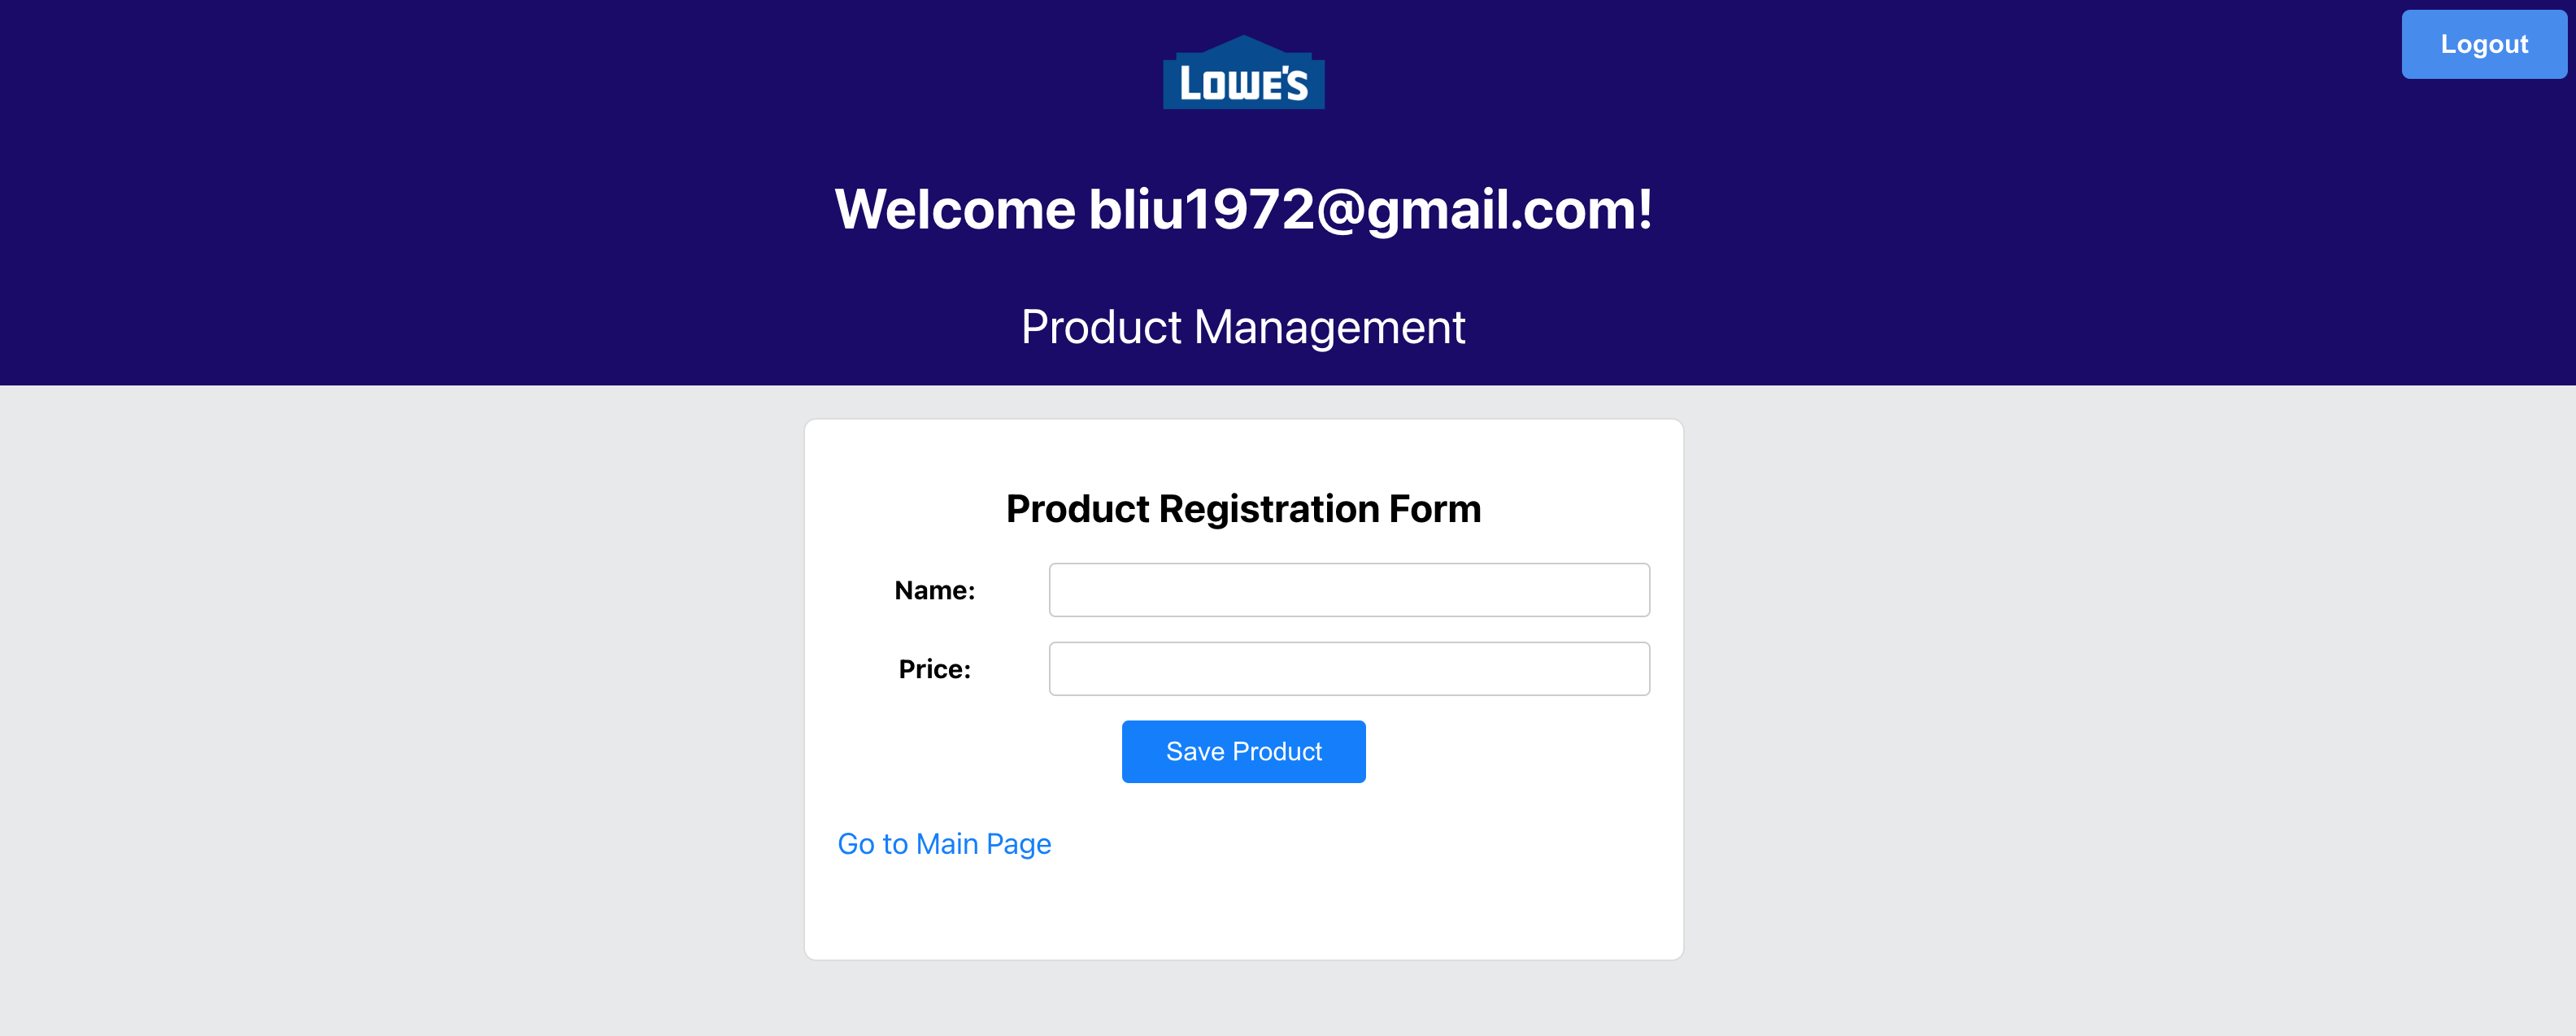 Logout
LOWE'S
Welcome bliu1972@gmail.com!
Product Management
Product Registration Form
Name:
Price:
Save Product
Go to Main Page